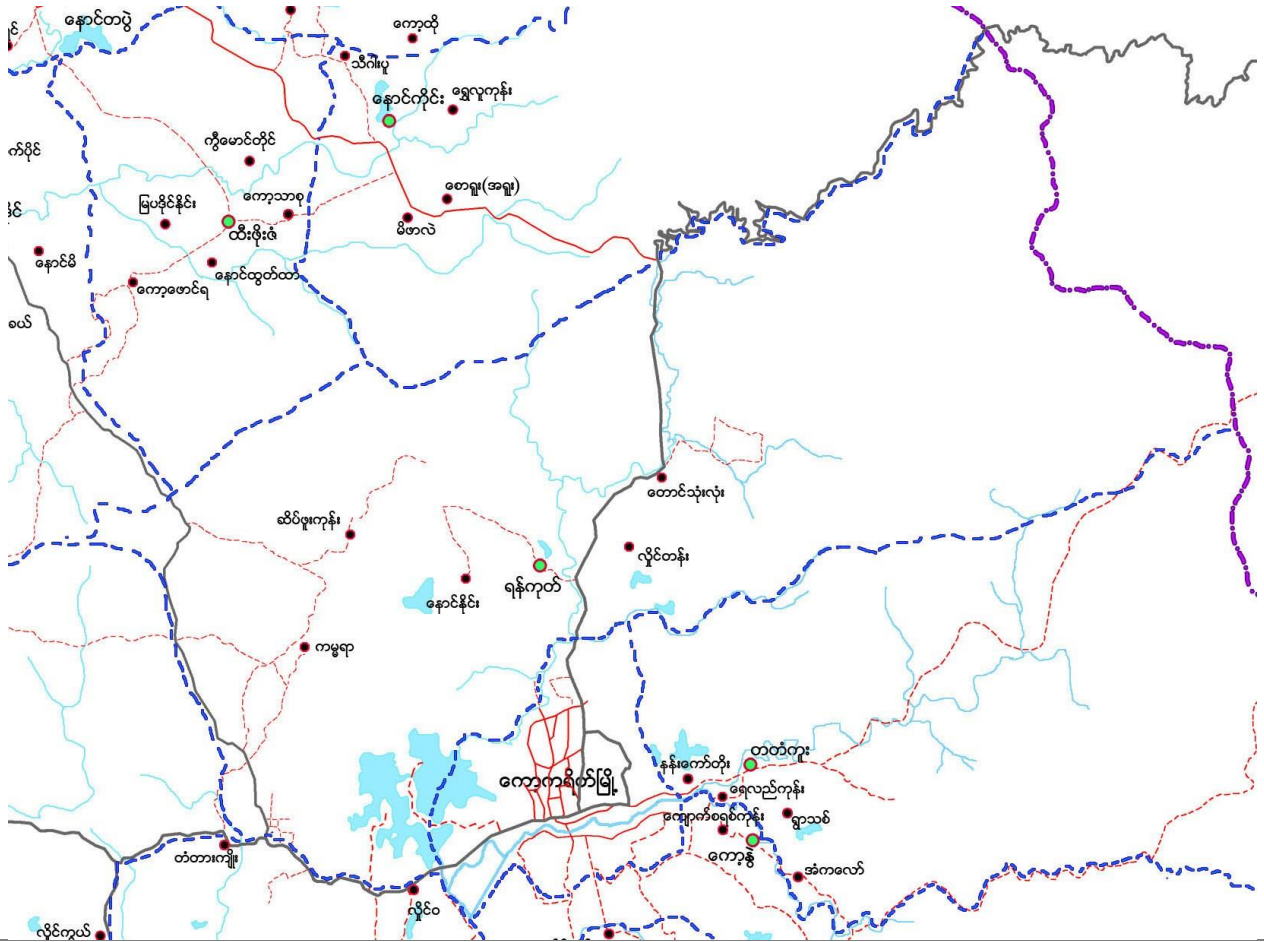 နောင်တပွဲ
ကော့ထို
သီဂါးပူ
နောင်ကိုင်း
ရွှေလူကုန်း
ကွီမောင်တိုင်
စောရူး(အရူး)
ကော့သာစု
မြပဒိုင်နိုင်း
မိဖာလဲ
ထီးဖိုးဇံ
နောင်မိ
နောင်ထွတ်ထာ
ကော့ဖောင်ရ
တောင်သုံးလုံး
ဆိပ်ဖူးကုန်း
လှိုင်တန်း
ရန်ကုတ်
နောင်နိုင်း
ကမ္မရာ
တတံကူး
နန်းကော်တိုး
ကော့ကရိတ်မြို့
ရေလည်ကုန်း
ကျောက်စရစ်ကုန်း
ရွာသစ်
ကော့နွဲ
တံတားကျိုး
အံကလော်
လှိုင်ဝ
လှိုင်ကွယ်